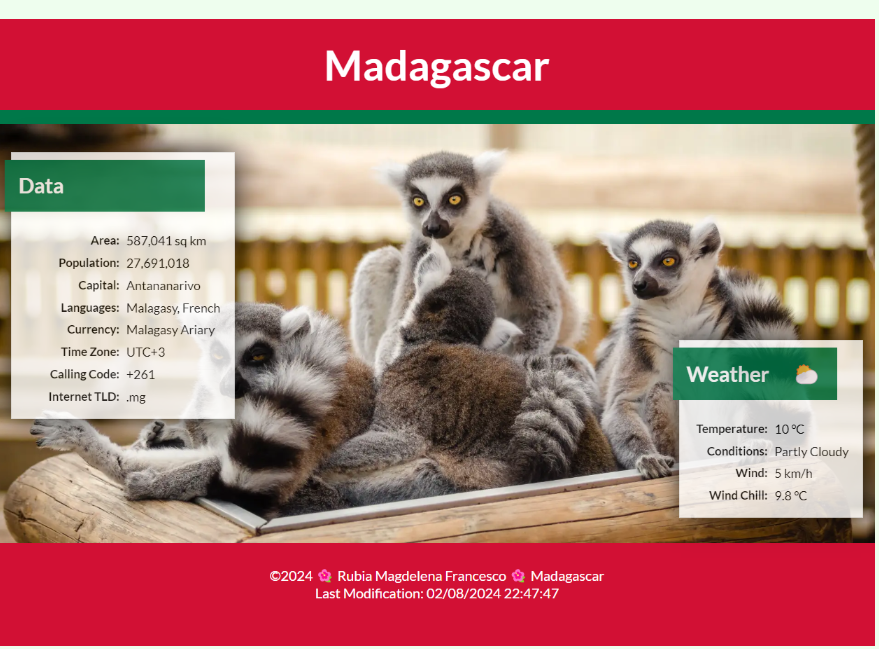 Madagascar
Data
Area: 587,041 sq km
Population: 27,691,018
Capital: Antananarivo
Languages: Malagasy, French
Currency: Malagasy Ariary
Time Zone: UTC+3
Calling Code: +261
Internet TLD: .mg
Weather
Temperature: 10 °C
Conditions: Partly Cloudy
Wind: 5 km/h
Wind Chill: 9.8 °C
©2024 🌺 Rubia Magdelena Francesco 🌺 Madagascar
Last Modification: 02/08/2024 22:47:47